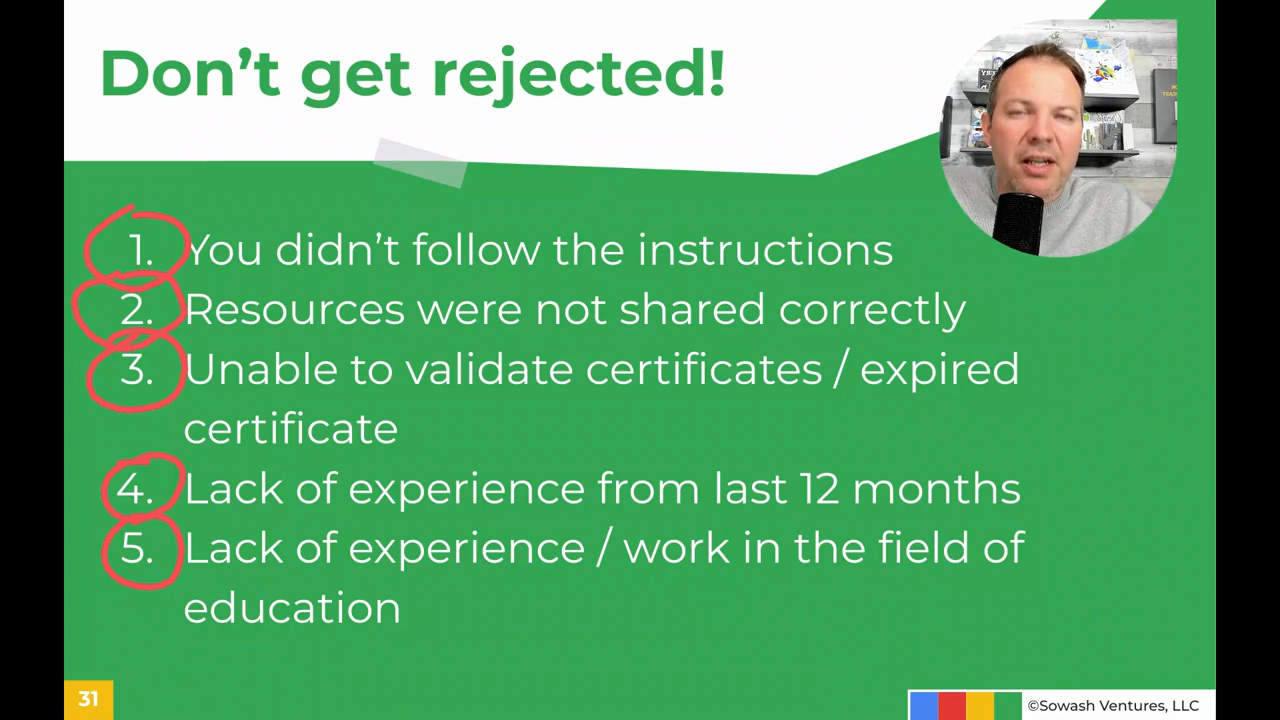 Don't get rejected!
1. You didn't follow the instructions
2. Resources were not shared correctly
3. Unable to validate certificates / expired
certificate
4. Lack of experience from last 12 months
5. Lack of experience / work in the field of
education
31
©Sowash Ventures, LLC